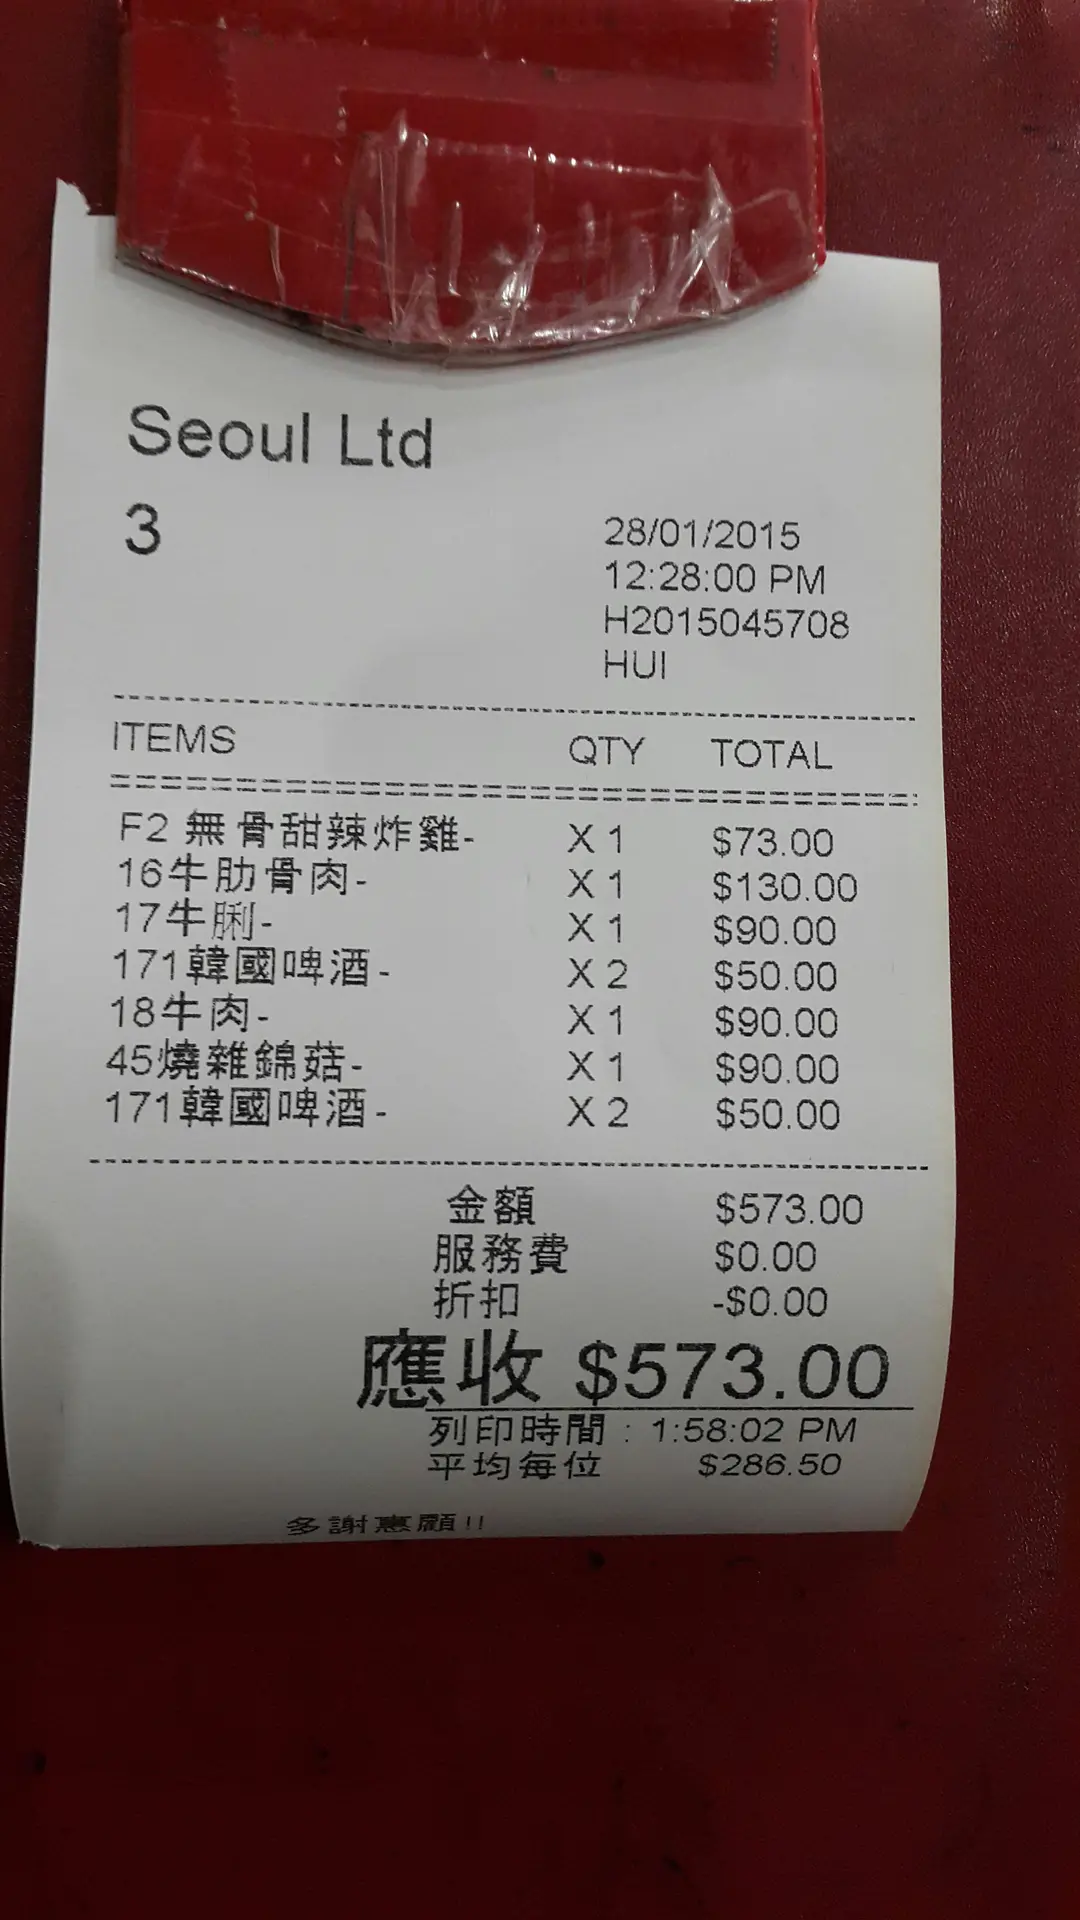 Seoul Ltd
3
28/01/2015
12:28:00 PM
H2015045708
HUI
ITEMS QTY TOTAL
F2 無骨甜辣炸雞- X 1 $73.00
16牛肋骨肉- X 1 $130.00
17牛脷- X 1 $90.00
171韓國啤酒- X 2 $50.00
18牛肉- X 1 $90.00
45燒雜錦菇- X 1 $90.00
171韓國啤酒- X 2 $50.00
金額 $573.00
服務費 $0.00
折扣 -$0.00
應收 $573.00
列印時間 : 1:58:02 PM
平均每位 $286.50
多謝惠顧!!